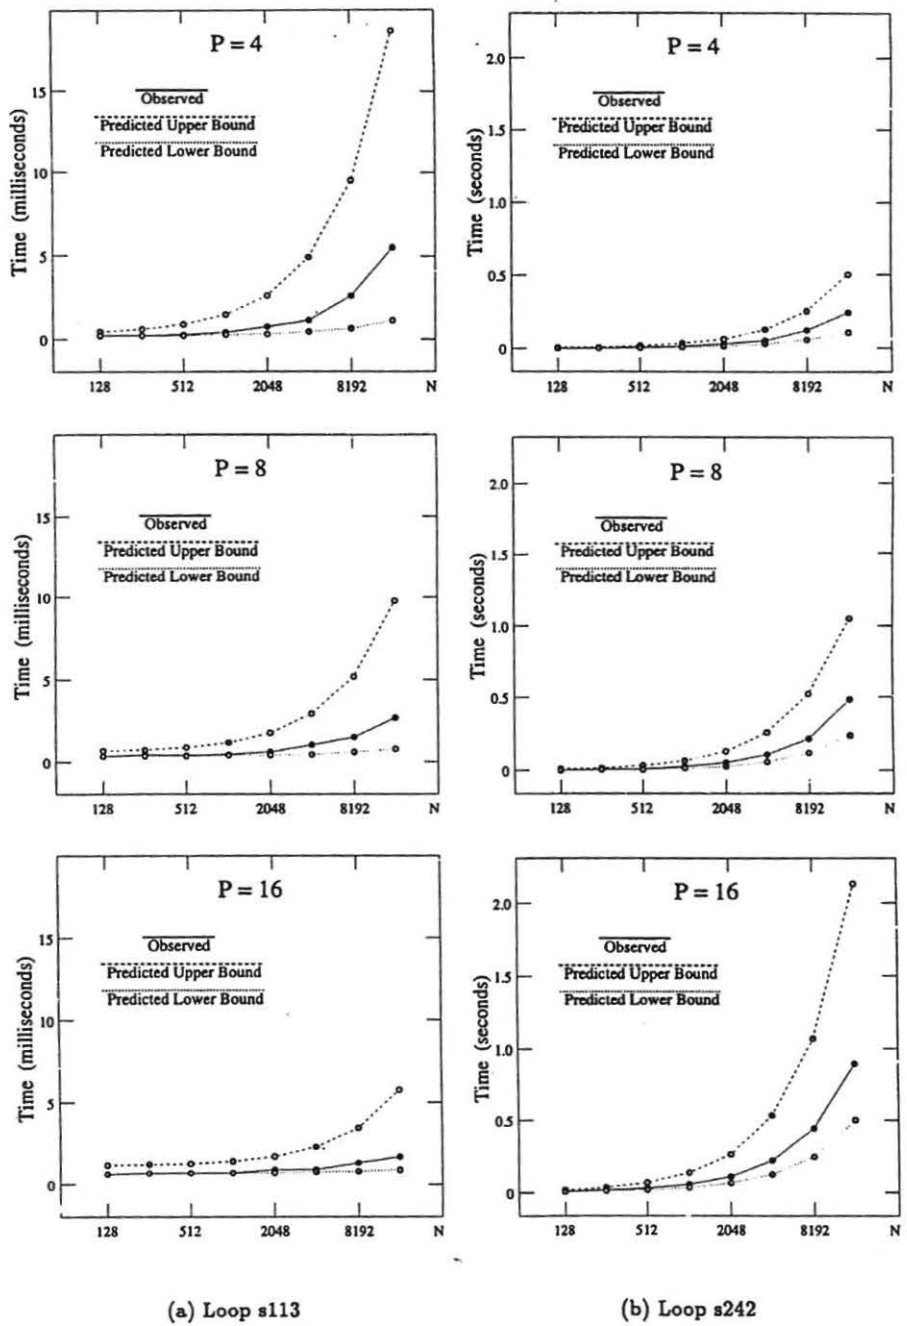 P = 4
Observed
Predicted Upper Bound
Predicted Lower Bound
Time (milliseconds)
15
10
5
0
128
512
2048
8192
N
P = 4
Observed
Predicted Upper Bound
Predicted Lower Bound
Time (seconds)
2.0
1.5
1.0
0.5
0
128
512
2048
8192
N
P = 8
Observed
Predicted Upper Bound
Predicted Lower Bound
Time (milliseconds)
15
10
5
0
128
512
2048
8192
N
P = 8
Observed
Predicted Upper Bound
Predicted Lower Bound
Time (seconds)
2.0
1.5
1.0
0.5
0
128
512
2048
8192
N
P = 16
Observed
Predicted Upper Bound
Predicted Lower Bound
Time (milliseconds)
15
10
5
0
128
512
2048
8192
N
P = 16
Observed
Predicted Upper Bound
Predicted Lower Bound
Time (seconds)
2.0
1.5
1.0
0.5
0
128
512
2048
8192
N
(a) Loop s113
(b) Loop s242